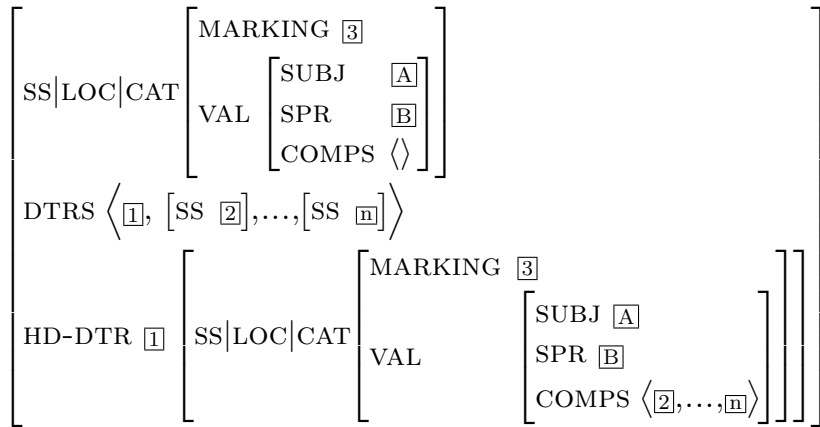 MARKING 3
SS|LOC|CAT
VAL
SUBJ A
SPR B
COMPS ⟨⟩
DTRS ⟨1, [SS 2],…,[SS n]⟩
HD-DTR 1
SS|LOC|CAT
MARKING 3
VAL
SUBJ A
SPR B
COMPS ⟨2,…,n⟩